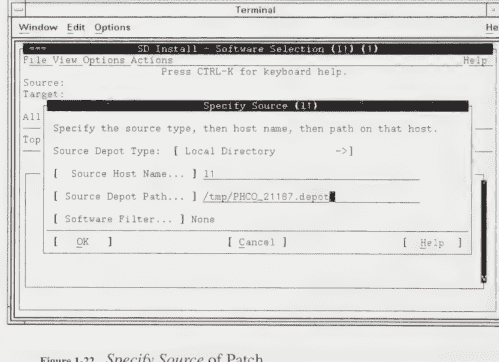 Terminal
Window Edit Options He
=== SD Install - Software Selection (l1) (1)
File View Options Actions Help
Press CTRL-K for keyboard help.
Source:
Target:
Specify Source (l1)
All
Specify the source type, then host name, then path on that host.
Top
Source Depot Type: [ Local Directory ->]
[ Source Host Name... ] l1
[ Source Depot Path... ] /tmp/PHCO_21187.depot
[ Software Filter... ] None
[ OK ] [ Cancel ] [ Help ]
Figure 1-22 Specify Source of Patch